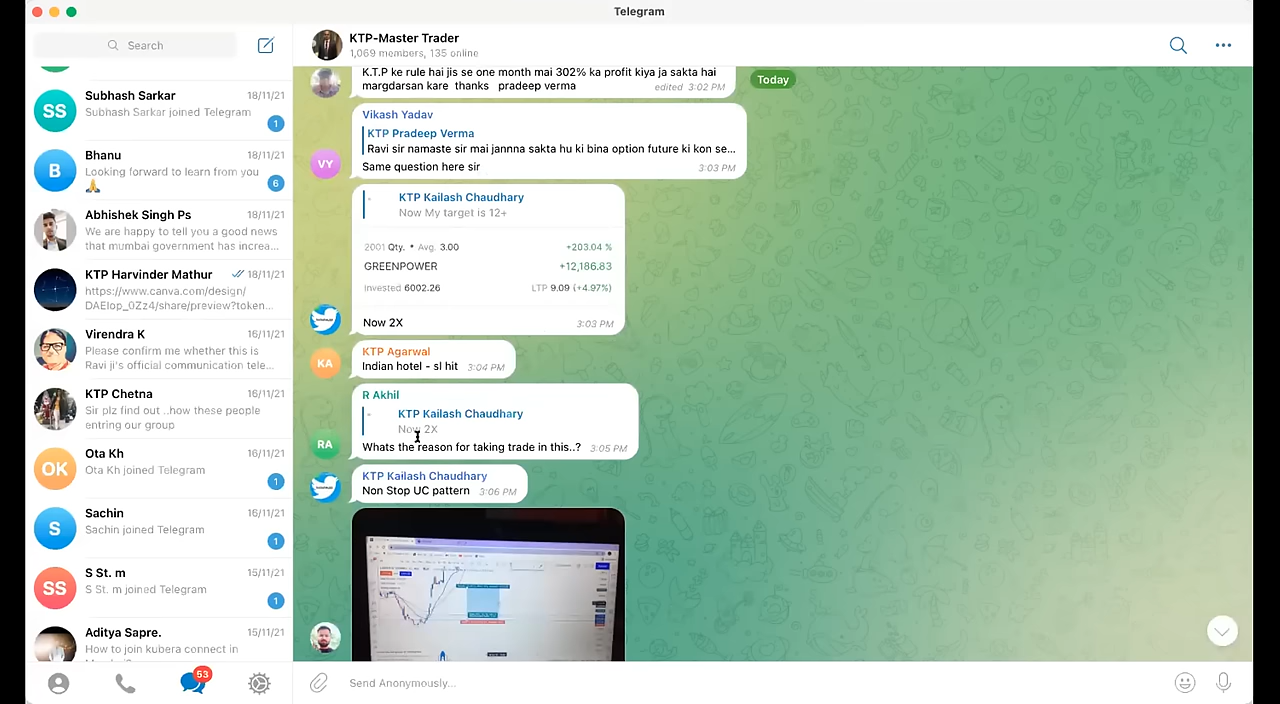 Telegram
Search
Subhash Sarkar 18/11/21
Subhash Sarkar joined Telegram
1
SS
Bhanu 18/11/21
Looking forward to learn from you
🙏
6
B
Abhishek Singh Ps 18/11/21
We are happy to tell you a good news
that mumbai government has increa...
KTP Harvinder Mathur 18/11/21
https://www.canva.com/design/
DAElop_0Zz4/share/preview?token...
Virendra K 16/11/21
Please confirm me whether this is
Ravi ji's official communication tele...
KTP Chetna 16/11/21
Sir plz find out ..how these people
entring our group
Ota Kh 16/11/21
Ota Kh joined Telegram
1
OK
Sachin 16/11/21
Sachin joined Telegram
1
S
S St. m 15/11/21
S St. m joined Telegram
1
SS
Aditya Sapre. 15/11/21
How to join kubera connect in
53
KTP-Master Trader
1,069 members, 135 online
K.T.P ke rule hai jis se one month mai 302% ka profit kiya ja sakta hai
margdarsan kare thanks pradeep verma edited 3:02 PM
Today
Vikash Yadav
KTP Pradeep Verma
Ravi sir namaste sir mai jannna sakta hu ki bina option future ki kon se...
Same question here sir 3:03 PM
VY
KTP Kailash Chaudhary
Now My target is 12+
2001 Qty. • Avg. 3.00 +203.04 %
GREENPOWER +12,186.83
Invested 6002.26 LTP 9.09 (+4.97%)
Now 2X 3:03 PM
KTP Agarwal
Indian hotel - sl hit 3:04 PM
KA
R Akhil
KTP Kailash Chaudhary
Now 2X
Whats the reason for taking trade in this..? 3:05 PM
RA
KTP Kailash Chaudhary
Non Stop UC pattern 3:06 PM
Send Anonymously...